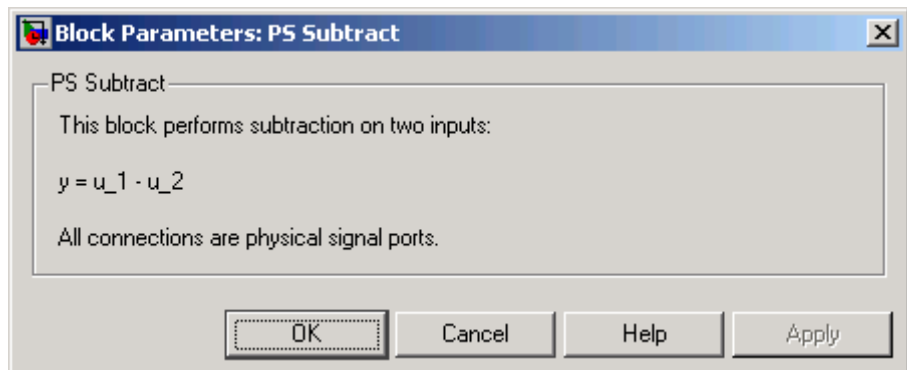 Block Parameters: PS Subtract
PS Subtract
This block performs subtraction on two inputs:
y = u_1 - u_2
All connections are physical signal ports.
OK Cancel Help Apply